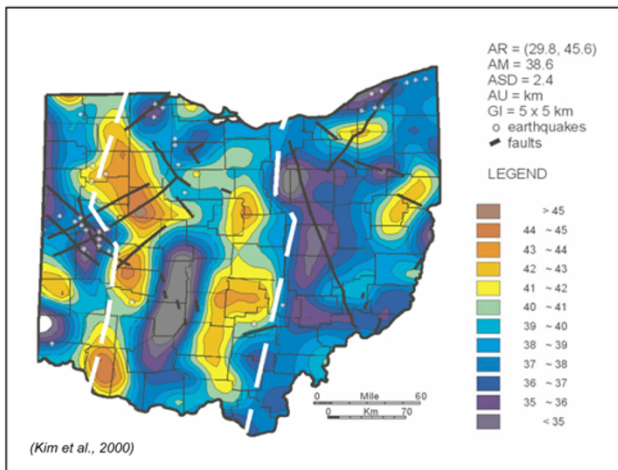 AR = (29.8, 45.6)
AM = 38.6
ASD = 2.4
AU = km
GI = 5 x 5 km
earthquakes
faults
LEGEND
> 45
44 ~ 45
43 ~ 44
42 ~ 43
41 ~ 42
40 ~ 41
39 ~ 40
38 ~ 39
37 ~ 38
36 ~ 37
35 ~ 36
< 35
0 Mile 60
0 Km 70
(Kim et al., 2000)